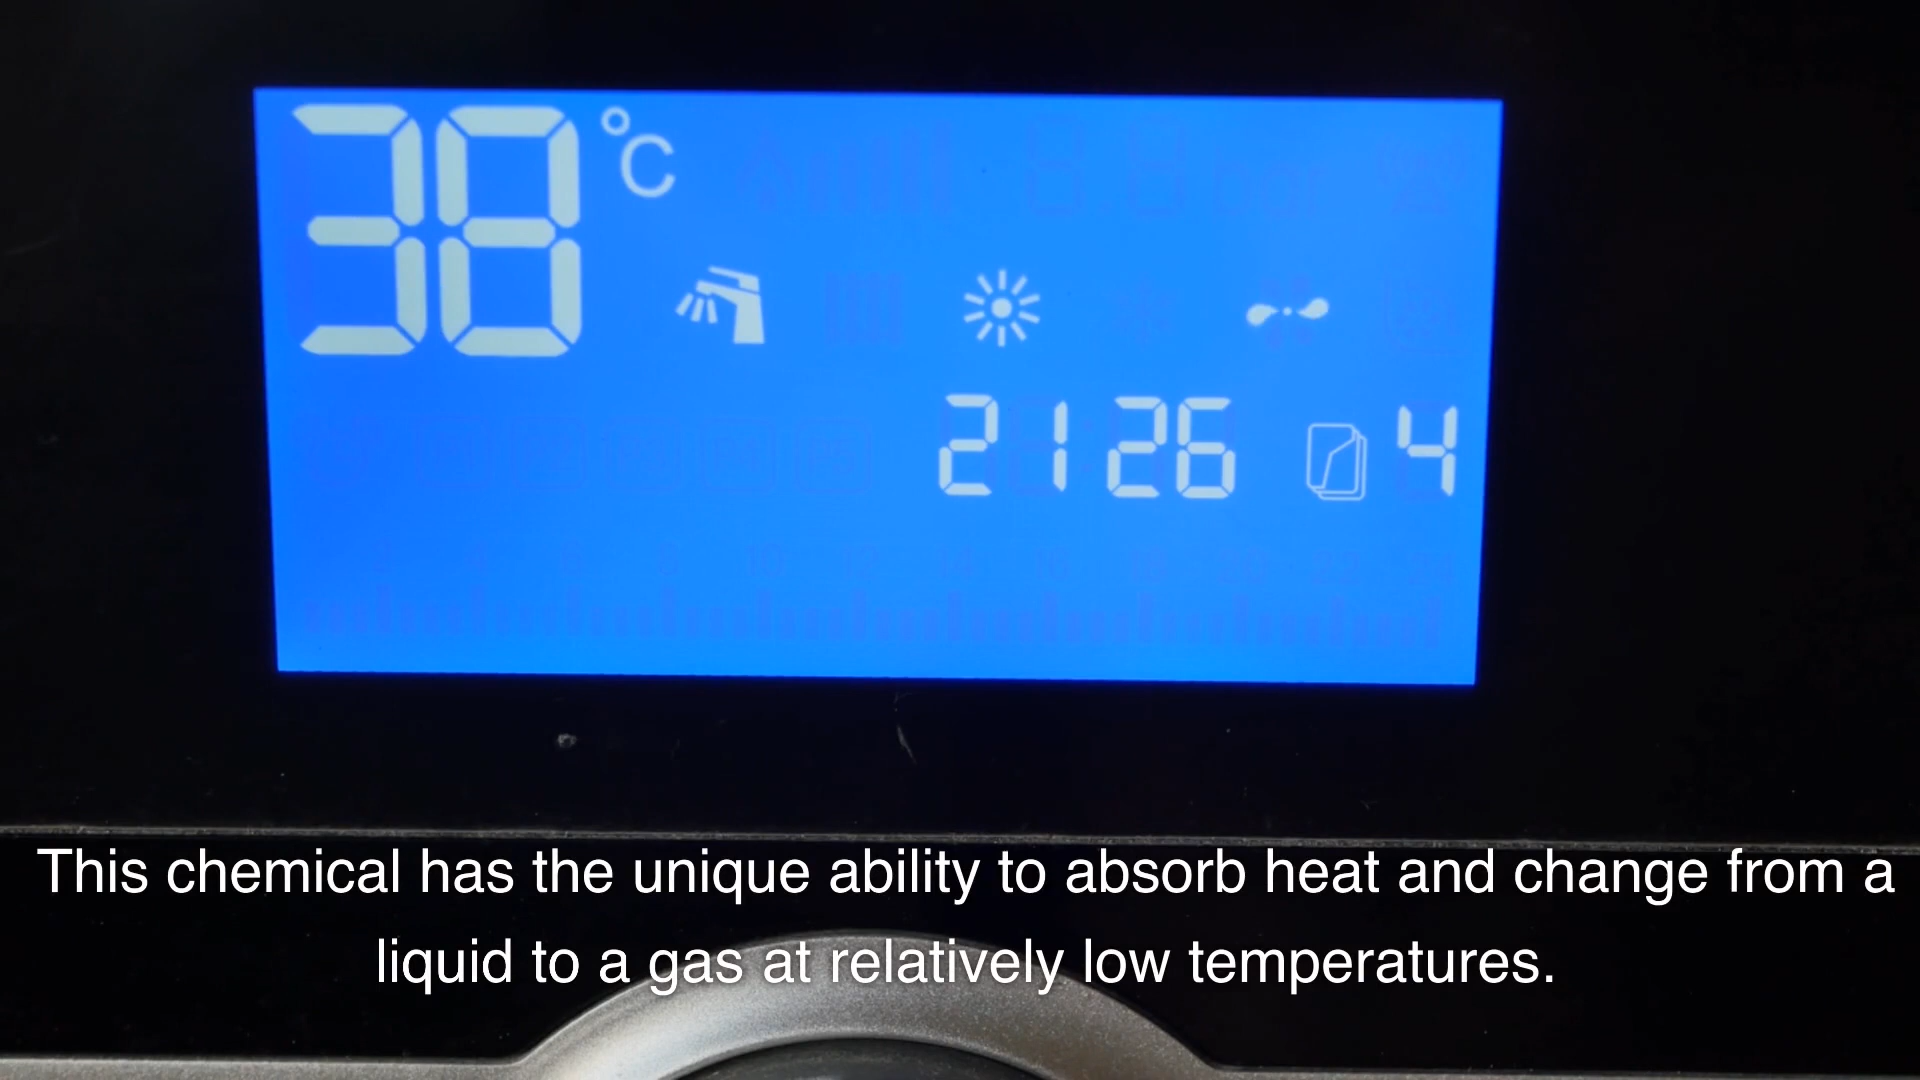 38 °C
21 26 4
This chemical has the unique ability to absorb heat and change from a
liquid to a gas at relatively low temperatures.